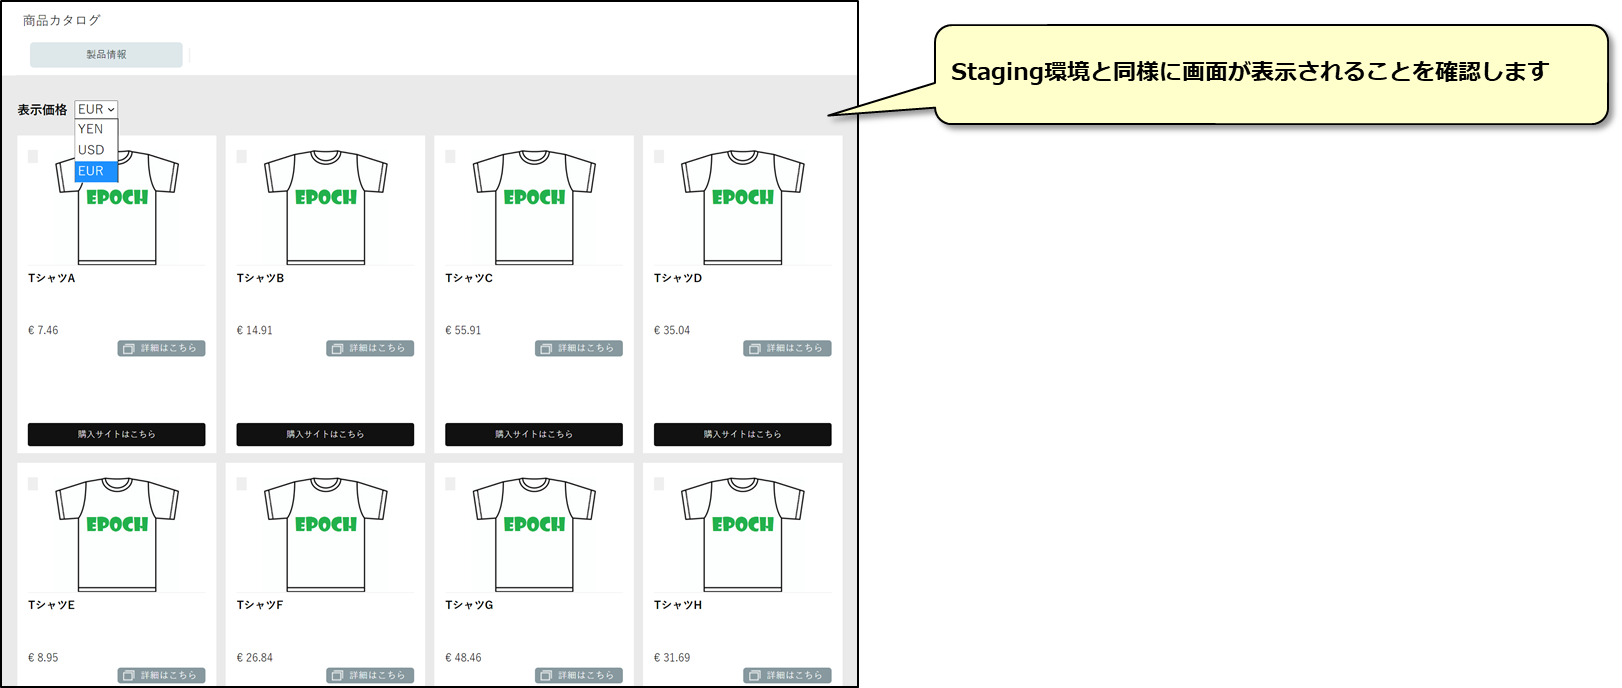 商品カタログ
製品情報
Staging環境と同様に画面が表示されることを確認します
表示価格 EUR
YEN
USD
EUR
EPOCH EPOCH EPOCH EPOCH
TシャツA TシャツB TシャツC TシャツD
€ 7.46 € 14.91 € 55.91 € 35.04
詳細はこちら 詳細はこちら 詳細はこちら 詳細はこちら
購入サイトはこちら 購入サイトはこちら 購入サイトはこちら 購入サイトはこちら
EPOCH EPOCH EPOCH EPOCH
TシャツE TシャツF TシャツG TシャツH
€ 8.95 € 26.84 € 48.46 € 31.69
詳細はこちら 詳細はこちら 詳細はこちら 詳細はこちら